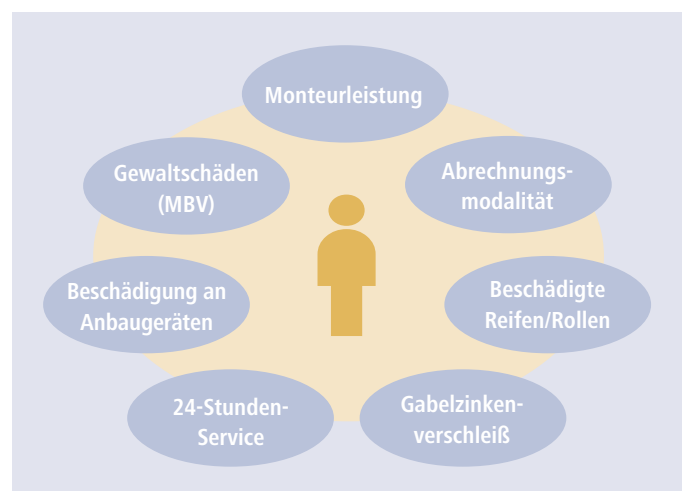 Monteurleistung
Abrechnungs-
modalität
Beschädigte
Reifen/Rollen
Gabelzinken-
verschleiß
24-Stunden-
Service
Beschädigung an
Anbaugeräten
Gewaltschäden
(MBV)